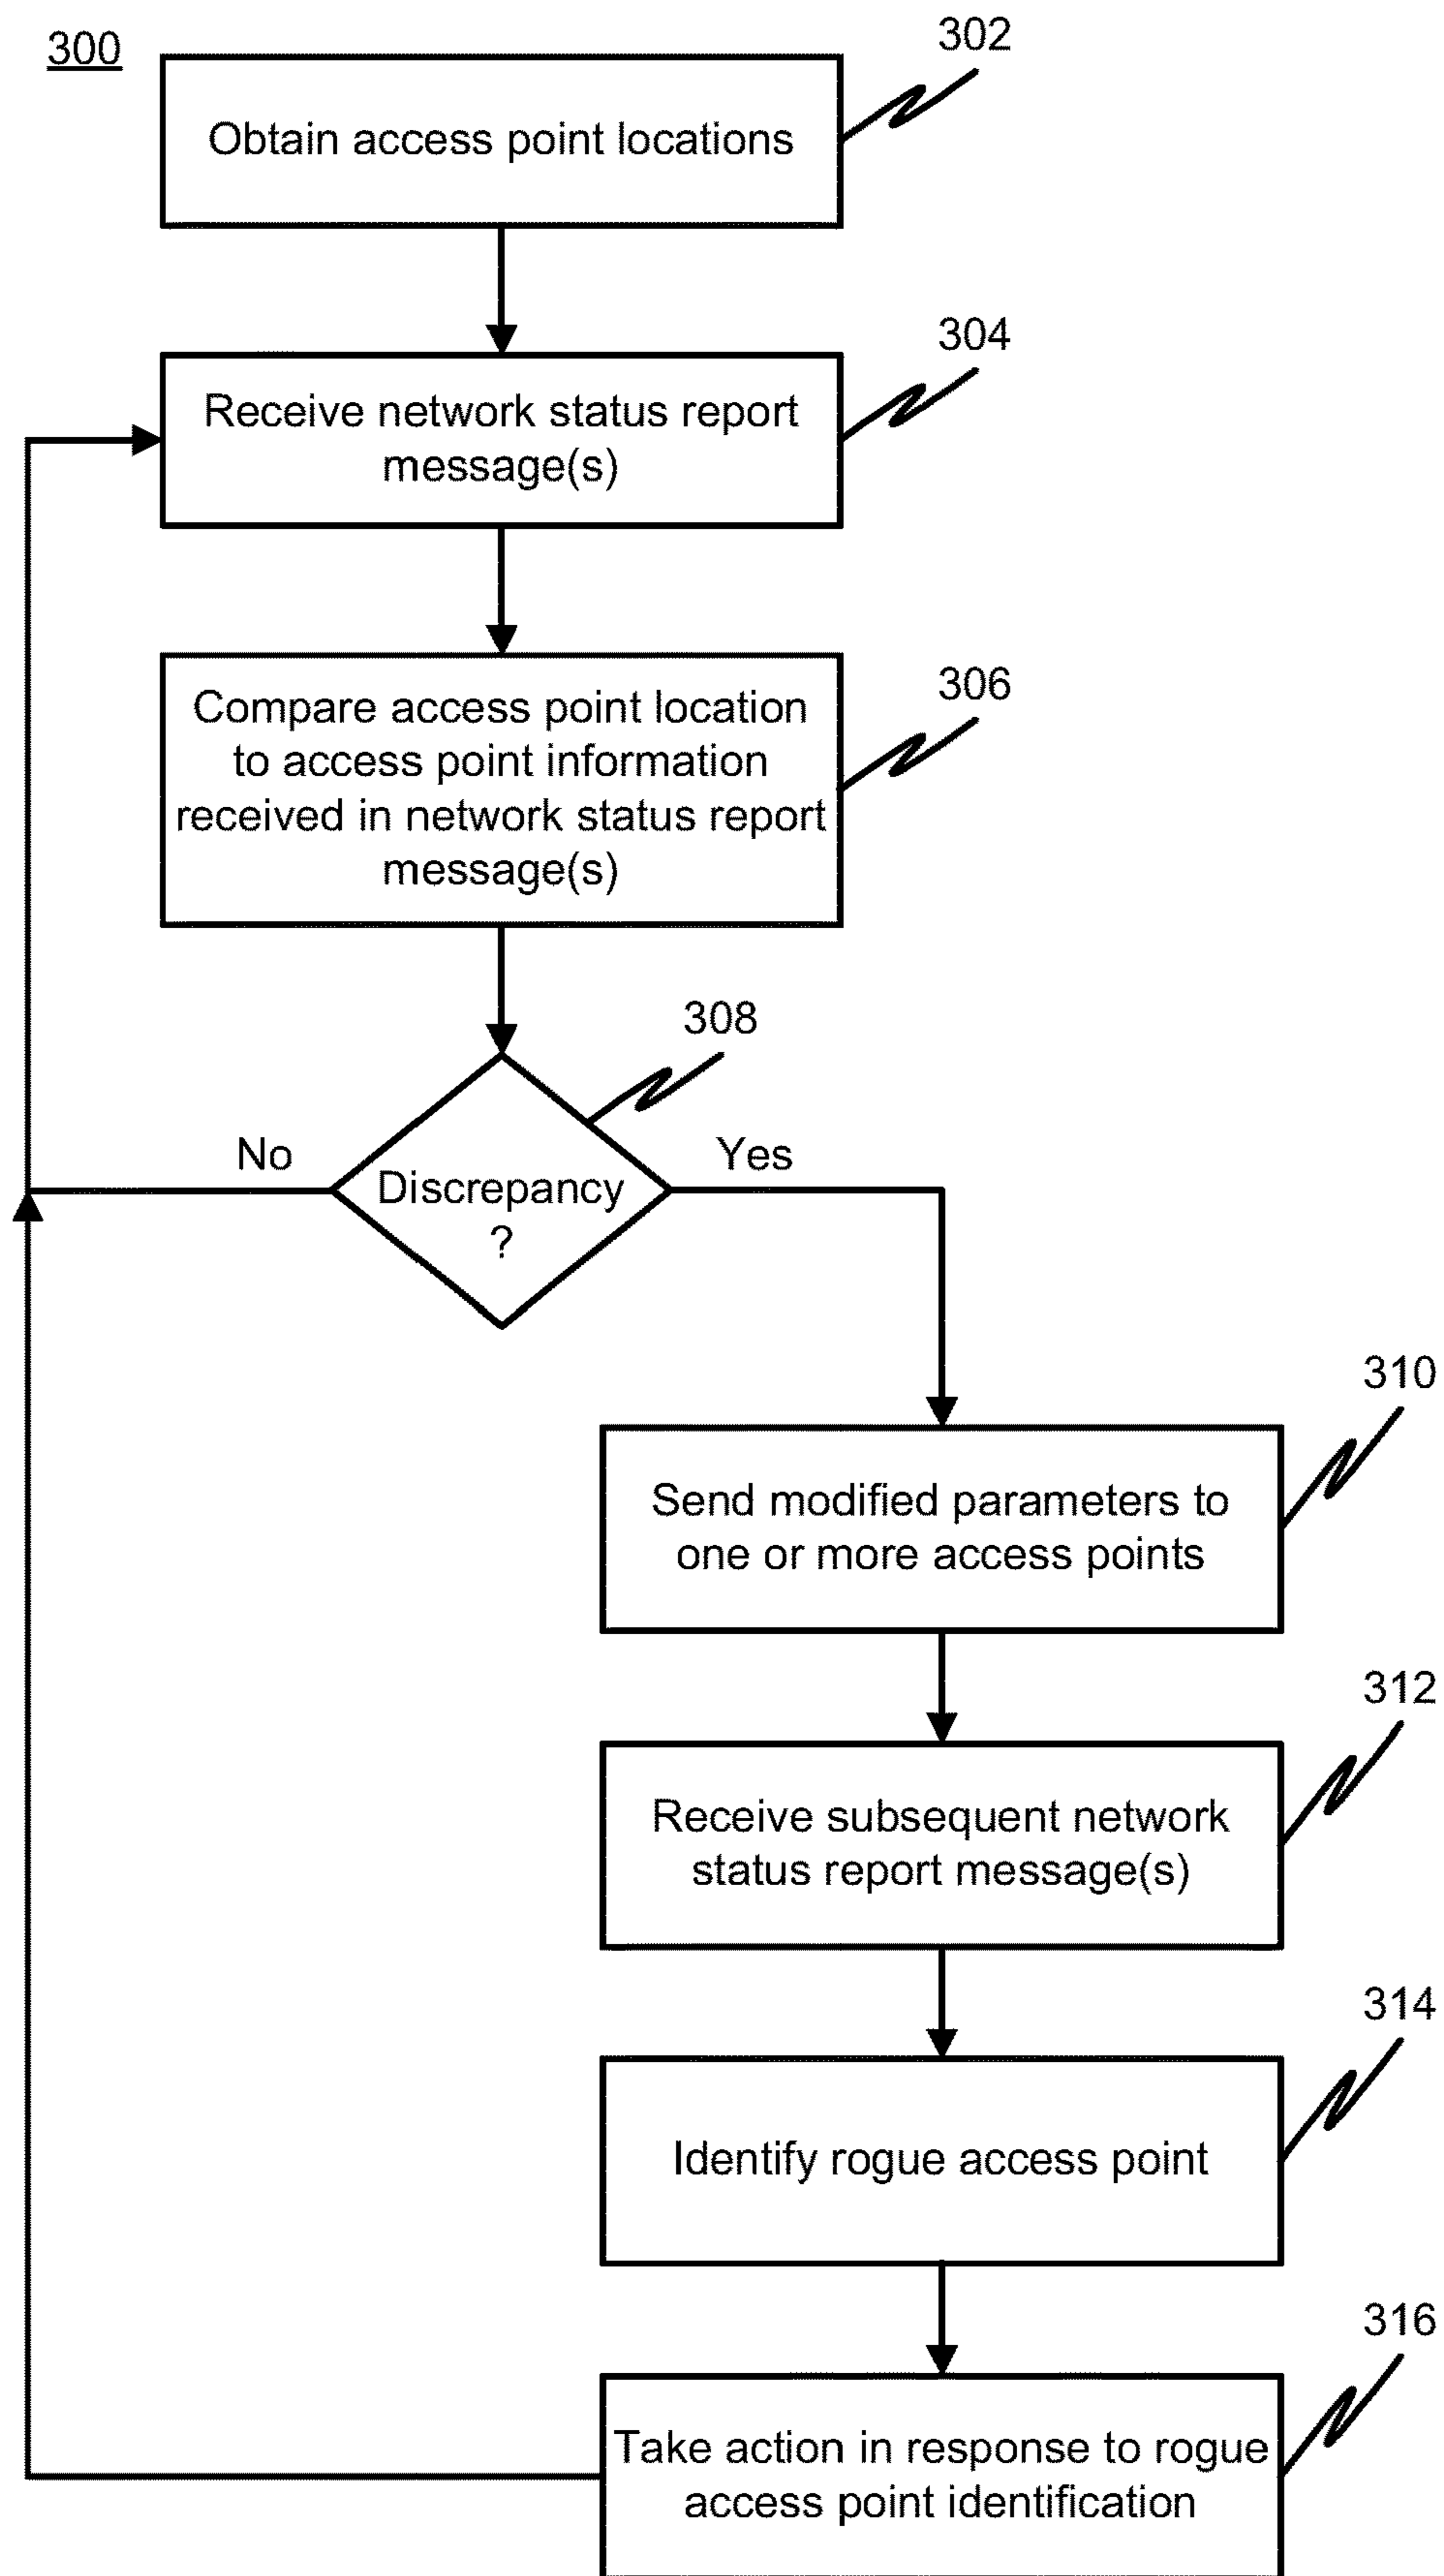 300
302
Obtain access point locations
304
Receive network status report
message(s)
306
Compare access point location
to access point information
received in network status report
message(s)
308
No
Yes
Discrepancy
?
310
Send modified parameters to
one or more access points
312
Receive subsequent network
status report message(s)
314
Identify rogue access point
316
Take action in response to rogue
access point identification